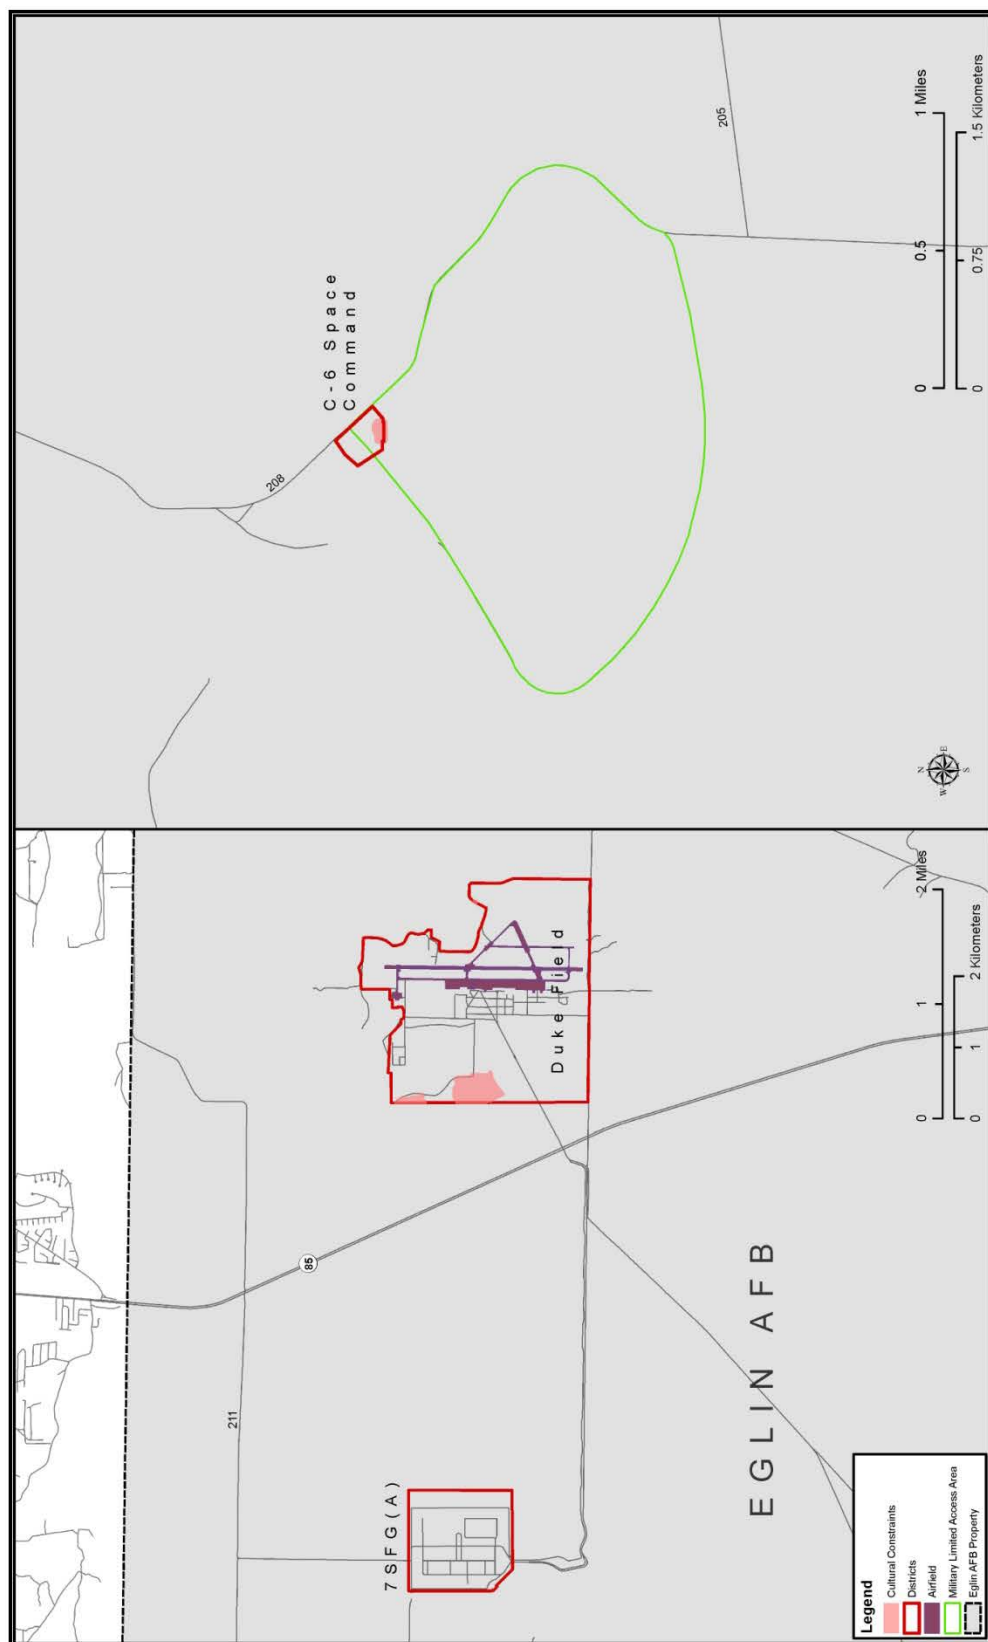 7 SFG(A)
211
85
EGLIN AFB
Duke Field
0 1 2 Miles
0 1 2 Kilometers
Legend
Cultural Constraints
Districts
Airfield
Military Limited Access Area
Eglin AFB Property
C-6 Space
Command
208
205
N
W E
S
0 0.5 1 Miles
0 0.75 1.5 Kilometers